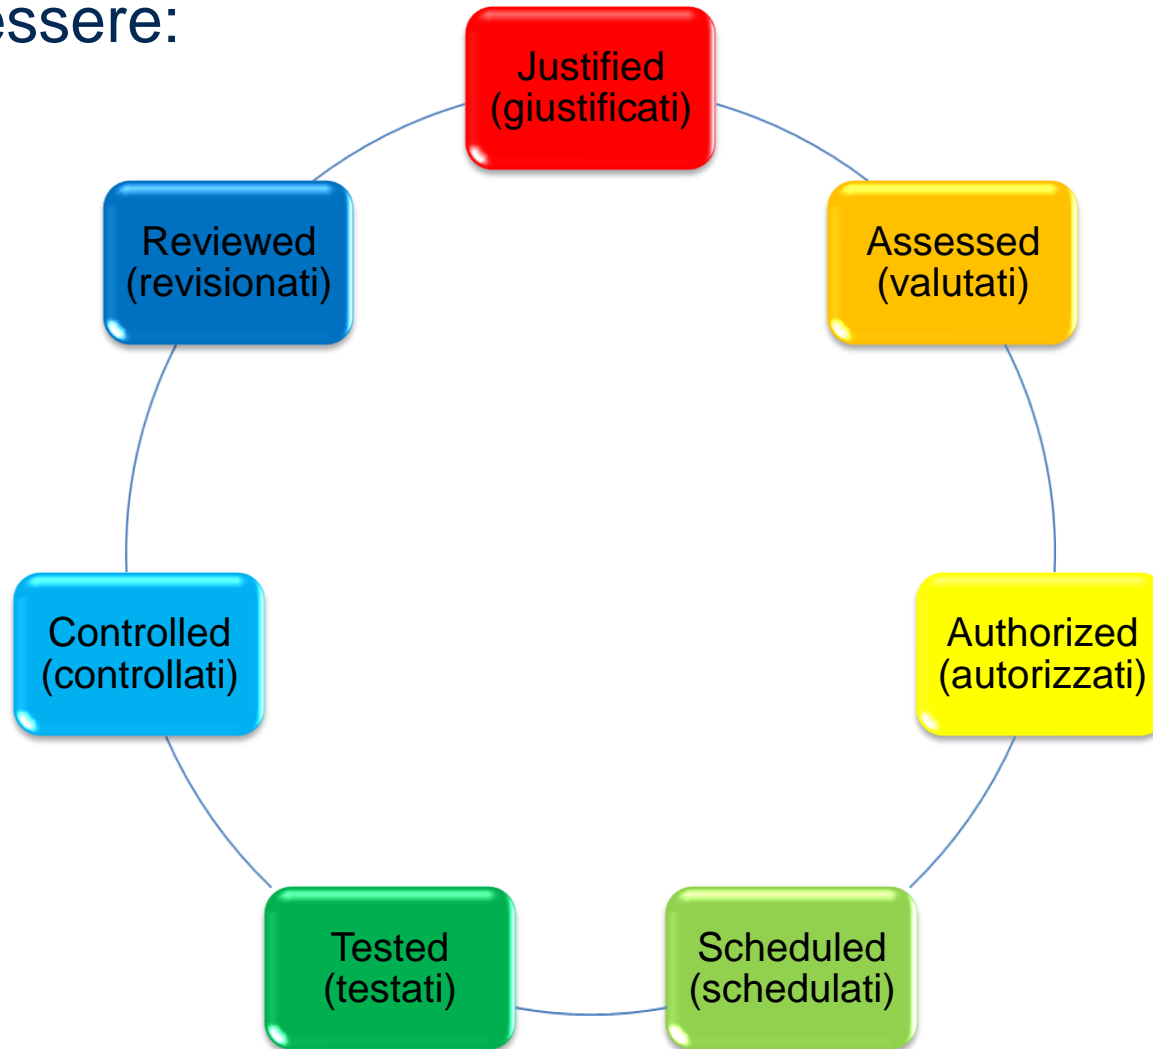 essere:
Justified
(giustificati)
Assessed
(valutati)
Authorized
(autorizzati)
Scheduled
(schedulati)
Tested
(testati)
Controlled
(controllati)
Reviewed
(revisionati)